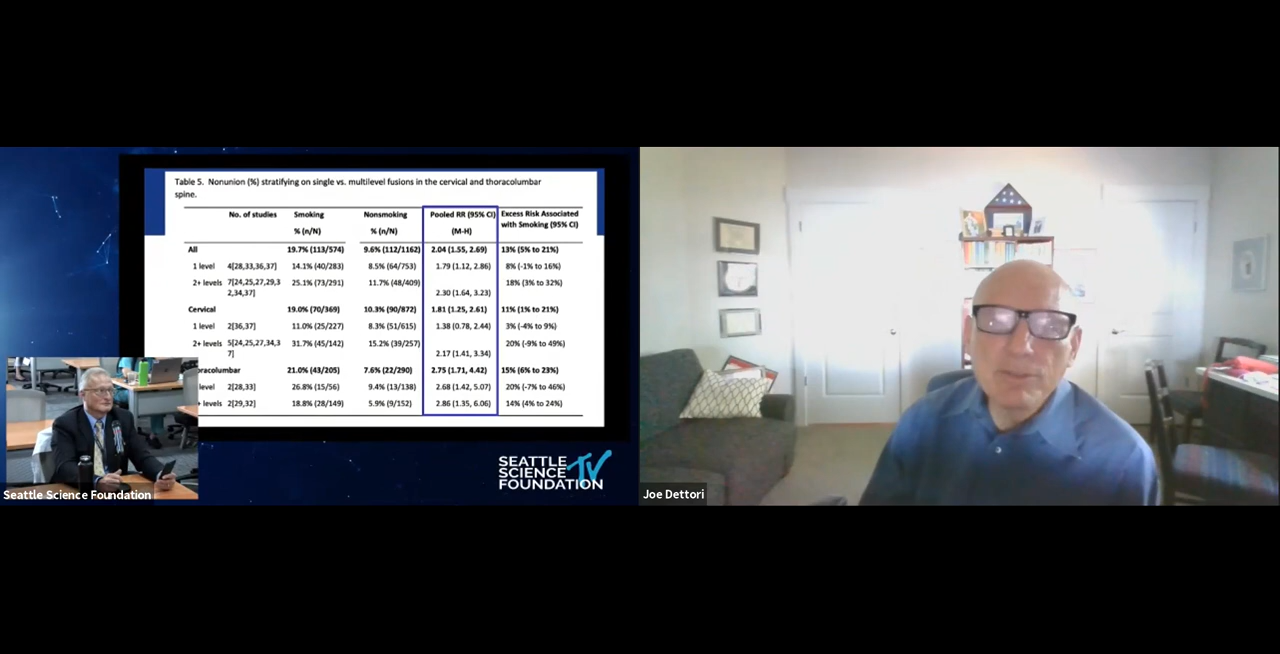 Table 5. Nonunion (%) stratifying on single vs. multilevel fusions in the cervical and thoracolumbar
spine.
No. of studies Smoking Nonsmoking Pooled RR (95% CI) Excess Risk Associated
% (n/N) % (n/N) (M-H) with Smoking (95% CI)
All 19.7% (113/574) 9.6% (112/1162) 2.04 (1.55, 2.69) 13% (5% to 21%)
1 level 4[28,33,36,37] 14.1% (40/283) 8.5% (64/753) 1.79 (1.12, 2.86) 8% (-1% to 16%)
2+ levels 7[24,25,27,29,3 25.1% (73/291) 11.7% (48/409) 18% (3% to 32%)
2,34,37] 2.30 (1.64, 3.23)
Cervical 19.0% (70/369) 10.3% (90/872) 1.81 (1.25, 2.61) 11% (1% to 21%)
1 level 2[36,37] 11.0% (25/227) 8.3% (51/615) 1.38 (0.78, 2.44) 3% (-4% to 9%)
2+ levels 5[24,25,27,34,3 31.7% (45/142) 15.2% (39/257) 20% (-9% to 49%)
7] 2.17 (1.41, 3.34)
oracolumbar 21.0% (43/205) 7.6% (22/290) 2.75 (1.71, 4.42) 15% (6% to 23%)
level 2[28,33] 26.8% (15/56) 9.4% (13/138) 2.68 (1.42, 5.07) 20% (-7% to 46%)
levels 2[29,32] 18.8% (28/149) 5.9% (9/152) 2.86 (1.35, 6.06) 14% (4% to 24%)
SEATTLE
SCIENCE TV
FOUNDATION
Seattle Science Foundation
Joe Dettori